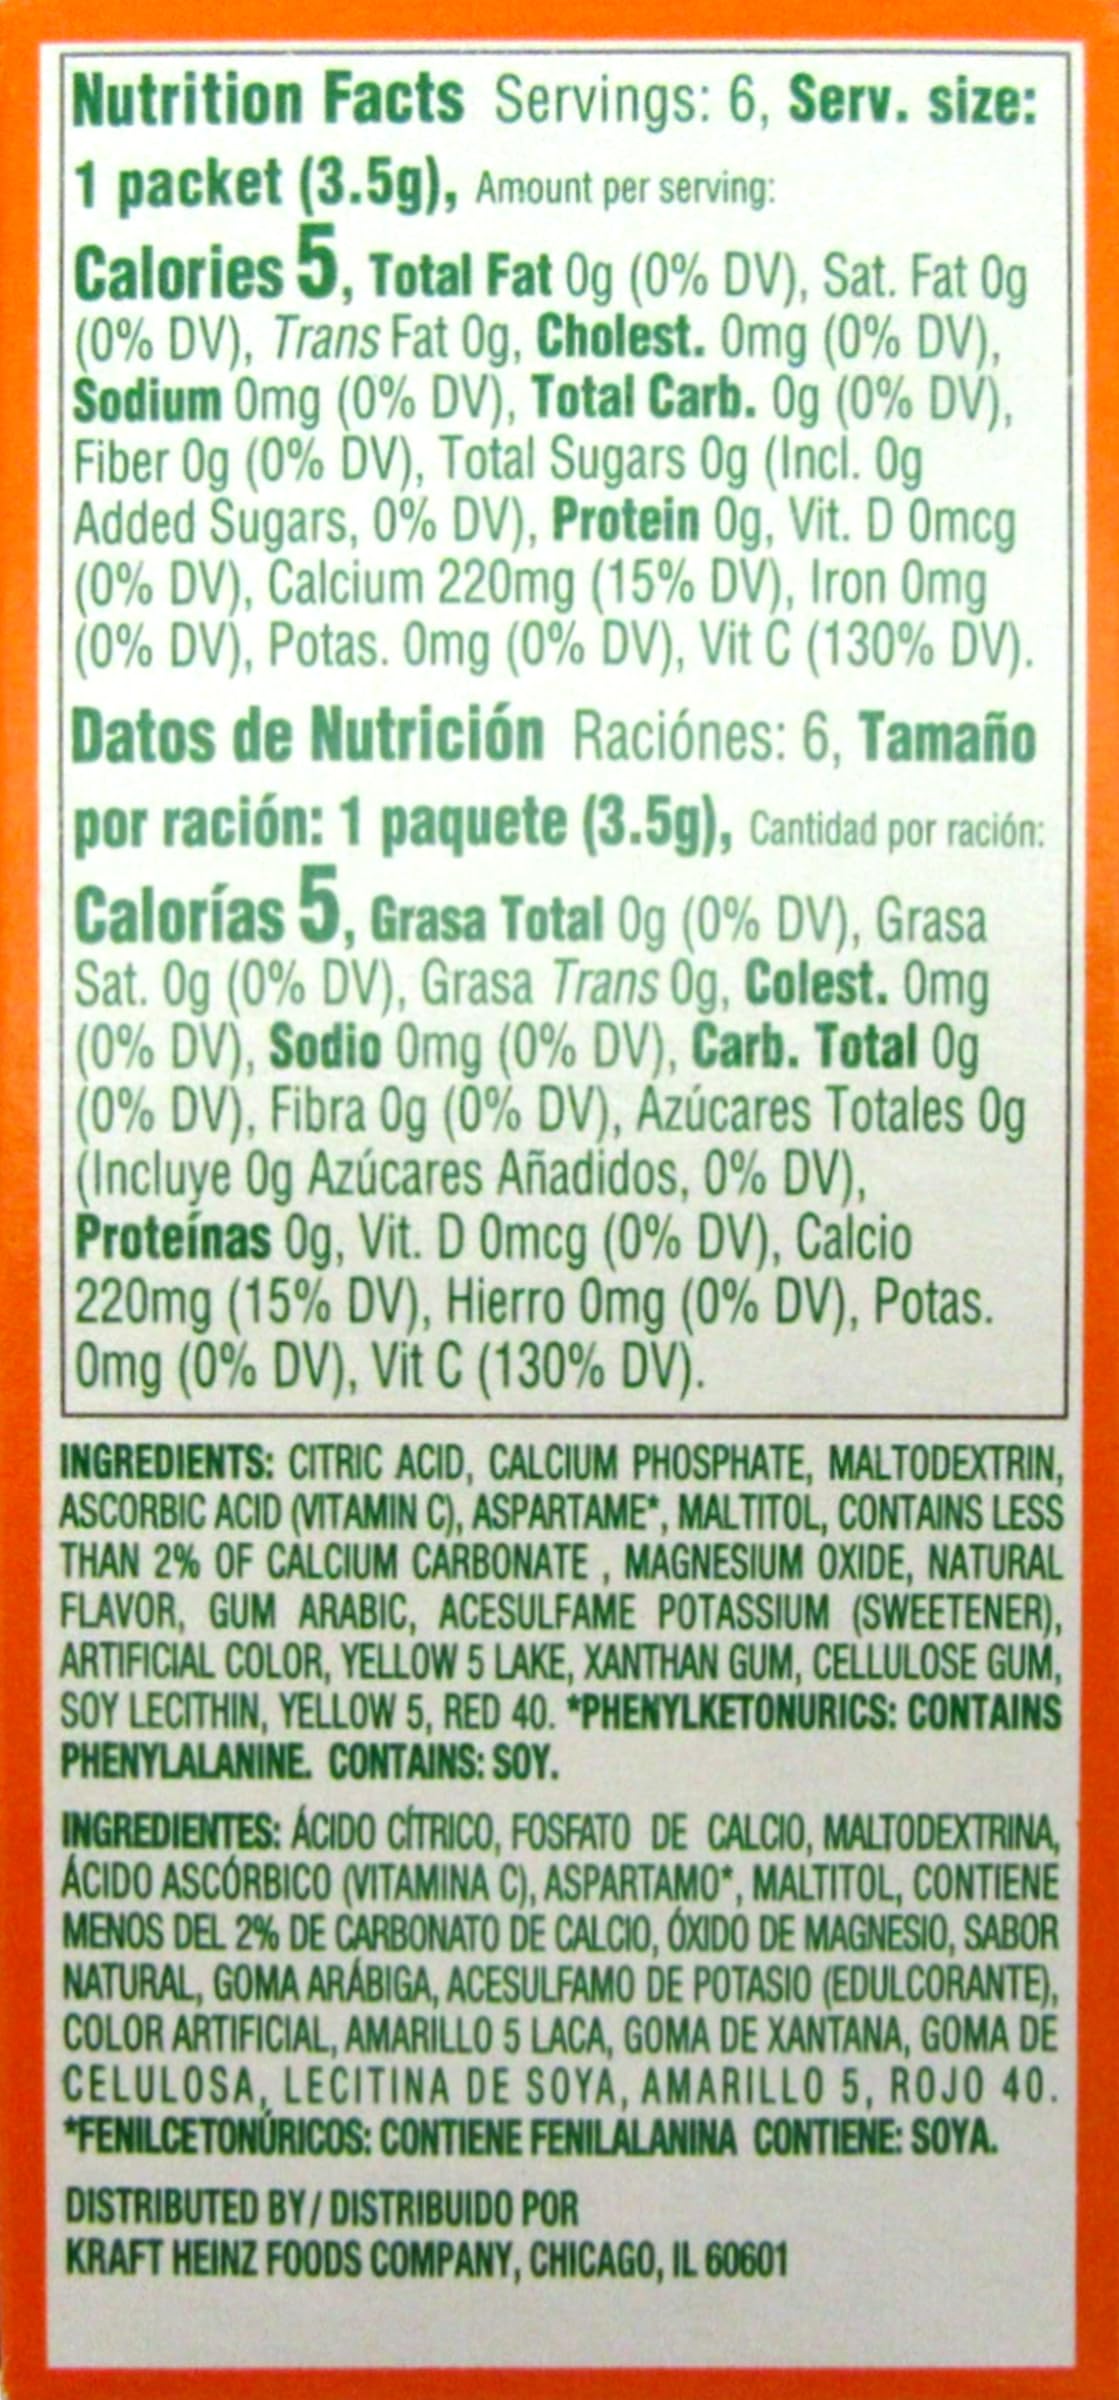 Nutrition Facts Servings: 6, Serv. size:
1 packet (3.5g), Amount per serving:
Calories 5, Total Fat 0g (0% DV), Sat. Fat 0g
(0% DV), Trans Fat 0g, Cholest. 0mg (0% DV),
Sodium 0mg (0% DV), Total Carb. 0g (0% DV),
Fiber 0g (0% DV), Total Sugars 0g (Incl. 0g
Added Sugars, 0% DV), Protein 0g, Vit. D 0mcg
(0% DV), Calcium 220mg (15% DV), Iron 0mg
(0% DV), Potas. 0mg (0% DV), Vit C (130% DV).
Datos de Nutrición Raciónes: 6, Tamaño
por ración: 1 paquete (3.5g), Cantidad por ración:
Calorías 5, Grasa Total 0g (0% DV), Grasa
Sat. 0g (0% DV), Grasa Trans 0g, Colest. 0mg
(0% DV), Sodio 0mg (0% DV), Carb. Total 0g
(0% DV), Fibra 0g (0% DV), Azúcares Totales 0g
(Incluye 0g Azúcares Añadidos, 0% DV),
Proteínas 0g, Vit. D 0mcg (0% DV), Calcio
220mg (15% DV), Hierro 0mg (0% DV), Potas.
0mg (0% DV), Vit C (130% DV).
INGREDIENTS: CITRIC ACID, CALCIUM PHOSPHATE, MALTODEXTRIN,
ASCORBIC ACID (VITAMIN C), ASPARTAME*, MALTITOL, CONTAINS LESS
THAN 2% OF CALCIUM CARBONATE , MAGNESIUM OXIDE, NATURAL
FLAVOR, GUM ARABIC, ACESULFAME POTASSIUM (SWEETENER),
ARTIFICIAL COLOR, YELLOW 5 LAKE, XANTHAN GUM, CELLULOSE GUM,
SOY LECITHIN, YELLOW 5, RED 40. *PHENYLKETONURICS: CONTAINS
PHENYLALANINE. CONTAINS: SOY.
INGREDIENTES: ÁCIDO CÍTRICO, FOSFATO DE CALCIO, MALTODEXTRINA,
ÁCIDO ASCÓRBICO (VITAMINA C), ASPARTAMO*, MALTITOL, CONTIENE
MENOS DEL 2% DE CARBONATO DE CALCIO, ÓXIDO DE MAGNESIO, SABOR
NATURAL, GOMA ARÁBIGA, ACESULFAMO DE POTASIO (EDULCORANTE),
COLOR ARTIFICIAL, AMARILLO 5 LACA, GOMA DE XANTANA, GOMA DE
CELULOSA, LECITINA DE SOYA, AMARILLO 5, ROJO 40.
*FENILCETONÚRICOS: CONTIENE FENILALANINA CONTIENE: SOYA.
DISTRIBUTED BY / DISTRIBUIDO POR
KRAFT HEINZ FOODS COMPANY, CHICAGO, IL 60601